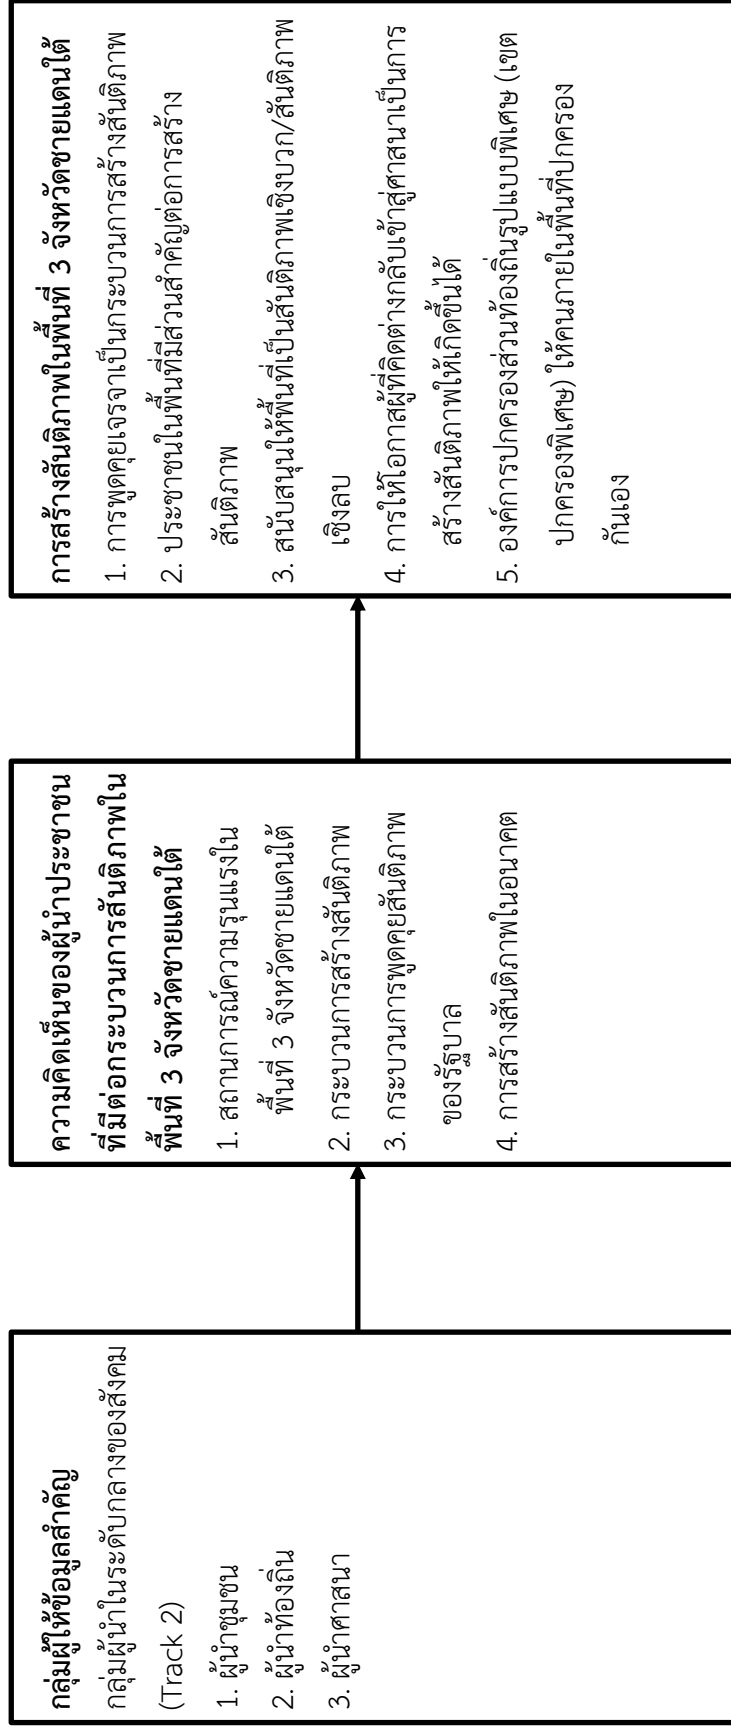 กลุ่มผู้ให้ข้อมูลสำคัญ
กลุ่มผู้นำในระดับกลางของสังคม
(Track 2)
1. ผู้นำชุมชน
2. ผู้นำท้องถิ่น
3. ผู้นำศาสนา
ความคิดเห็นของผู้นำประชาชน
ที่มีต่อกระบวนการสันติภาพใน
พื้นที่ 3 จังหวัดชายแดนใต้
1. สถานการณ์ความรุนแรงใน
พื้นที่ 3 จังหวัดชายแดนใต้
2. กระบวนการสร้างสันติภาพ
3. กระบวนการพูดคุยสันติภาพ
ของรัฐบาล
4. การสร้างสันติภาพในอนาคต
การสร้างสันติภาพในพื้นที่ 3 จังหวัดชายแดนใต้
1. การพูดคุยเจรจาเป็นกระบวนการสร้างสันติภาพ
2. ประชาชนในพื้นที่มีส่วนสำคัญต่อการสร้าง
สันติภาพ
3. สนับสนุนให้พื้นที่เป็นสันติภาพเชิงบวก/สันติภาพ
เชิงลบ
4. การให้โอกาสผู้ที่คิดต่างกลับเข้าสู่ศาสนาเป็นการ
สร้างสันติภาพให้เกิดขึ้นได้
5. องค์การปกครองส่วนท้องถิ่นรูปแบบพิเศษ (เขต
ปกครองพิเศษ) ให้คนภายในพื้นที่ปกครอง
กันเอง